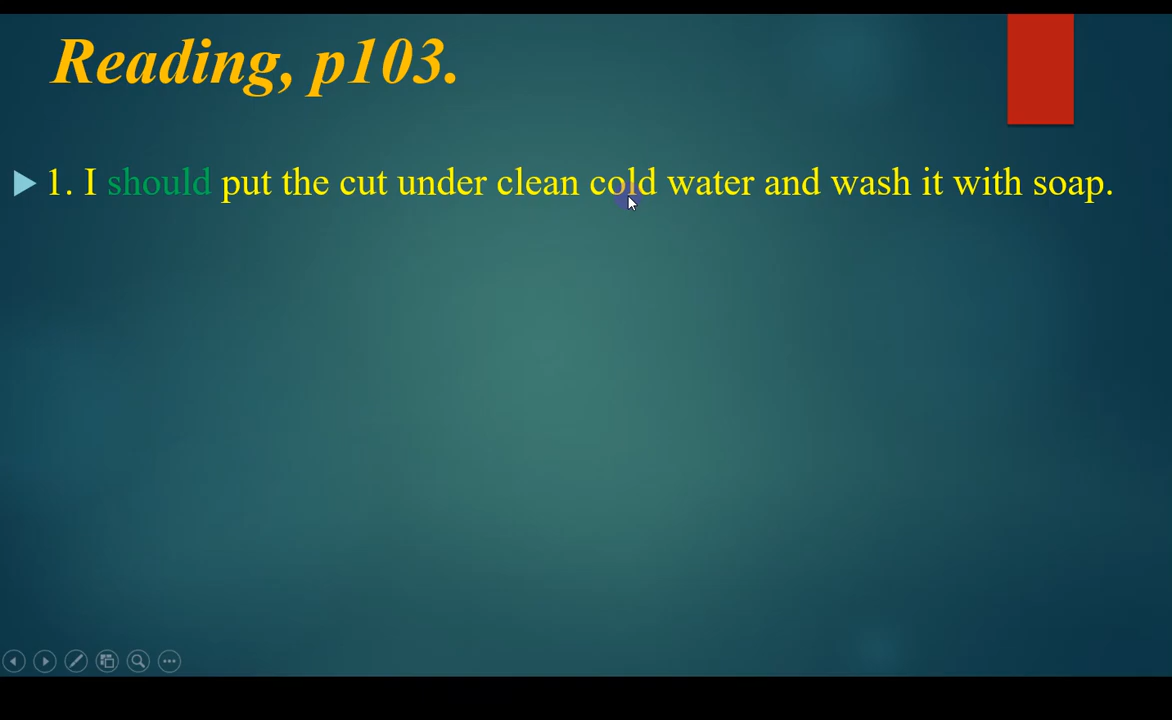 Reading, p103.
1. I should put the cut under clean cold water and wash it with soap.